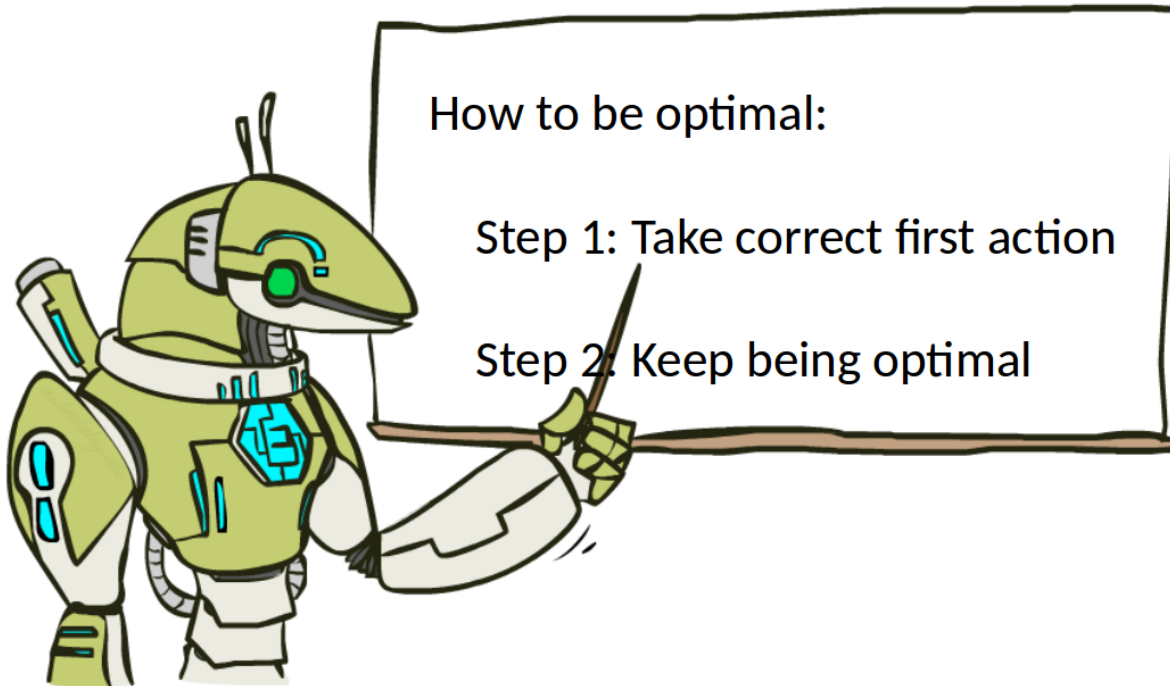 How to be optimal:
Step 1: Take correct first action
Step 2: Keep being optimal